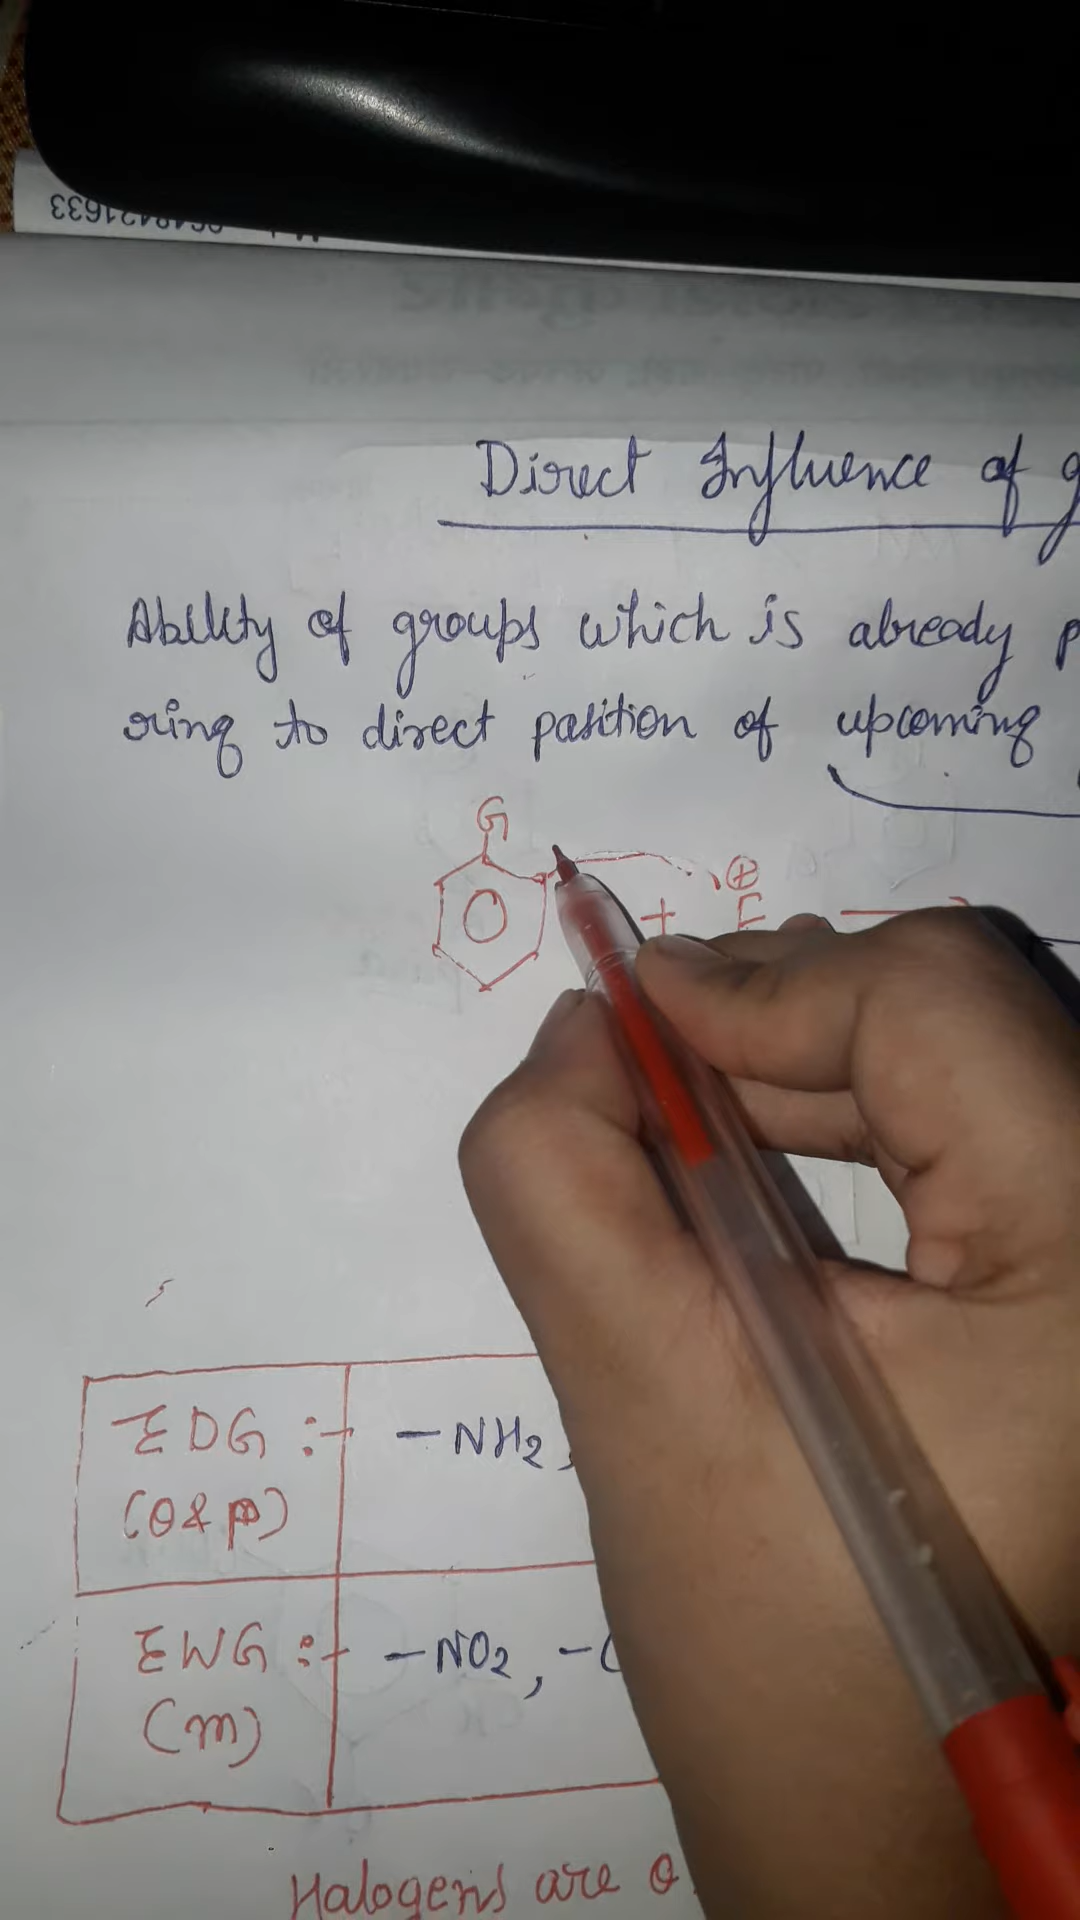 Direct Influence of g
Ability of groups which is already p
ring to direct position of upcoming
G
+ E ⊕ →
EDG :- -NH2,
(O & P)
EWG :- -NO2, -C
(m)
Halogens are O